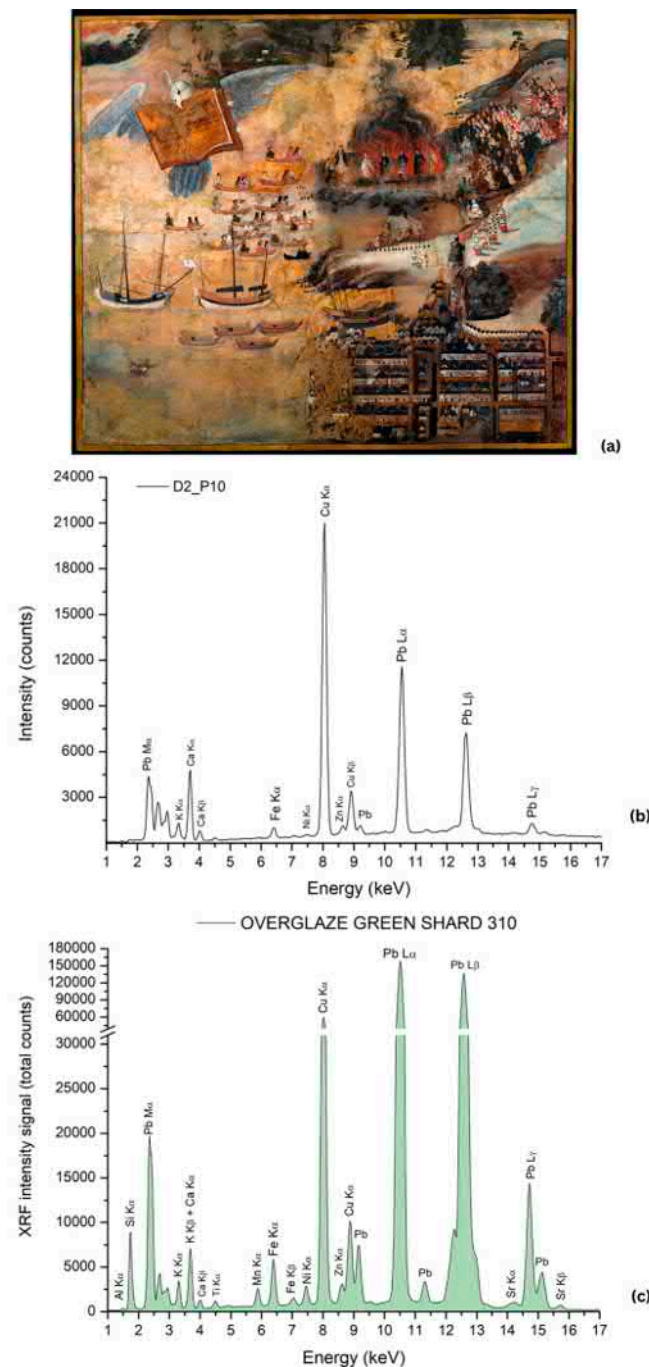 (a)
24000
21000
18000
15000
12000
9000
6000
3000
Intensity (counts)
D2_P10
Pb Mα
K Kα
Ca Kα
Ca Kβ
Fe Kα
Ni Kα
Cu Kα
Zn Kα
Cu Kβ
Pb
Pb Lα
Pb Lβ
Pb Lγ
1 2 3 4 5 6 7 8 9 10 11 12 13 14 15 16 17
Energy (keV)
(b)
OVERGLAZE GREEN SHARD 310
180000
150000
120000
90000
60000
30000
25000
20000
15000
10000
5000
0
XRF intensity signal (total counts)
Al Kα
Si Kα
Pb Mα
K Kα
K Kβ + Ca Kα
Ca Kβ
Ti Kα
Mn Kα
Fe Kα
Fe Kβ
Ni Kα
Cu Kα
Zn Kα
Cu Kα
Pb
Pb Lα
Pb
Pb Lβ
Sr Kα
Pb Lγ
Pb
Sr Kβ
1 2 3 4 5 6 7 8 9 10 11 12 13 14 15 16 17
Energy (keV)
(c)